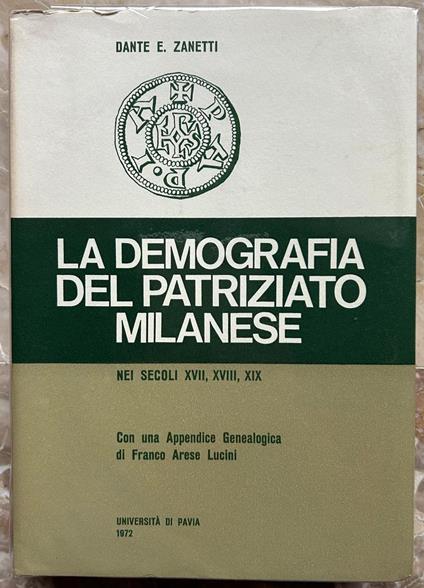 DANTE E. ZANETTI
PAPIA
LA DEMOGRAFIA
DEL PATRIZIATO
MILANESE
NEI SECOLI XVII, XVIII, XIX
Con una Appendice Genealogica
di Franco Arese Lucini
UNIVERSITÀ DI PAVIA
1972